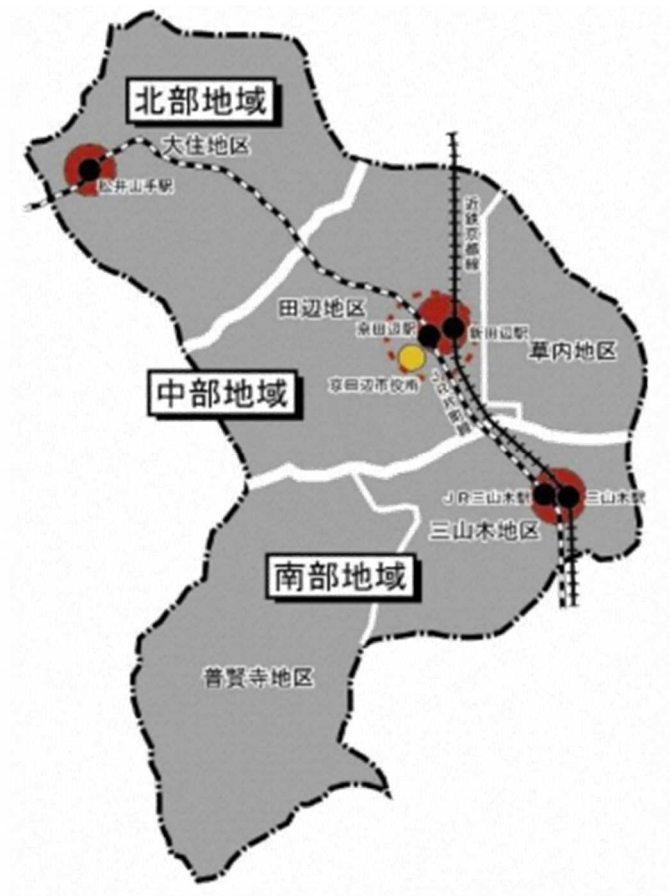 北部地域
大住地区
松井山手駅
近鉄京都線
田辺地区
京田辺駅
新田辺駅
草内地区
京田辺市役所
中部地域
JR片町線
JR三山木駅
三山木駅
三山木地区
南部地域
普賢寺地区